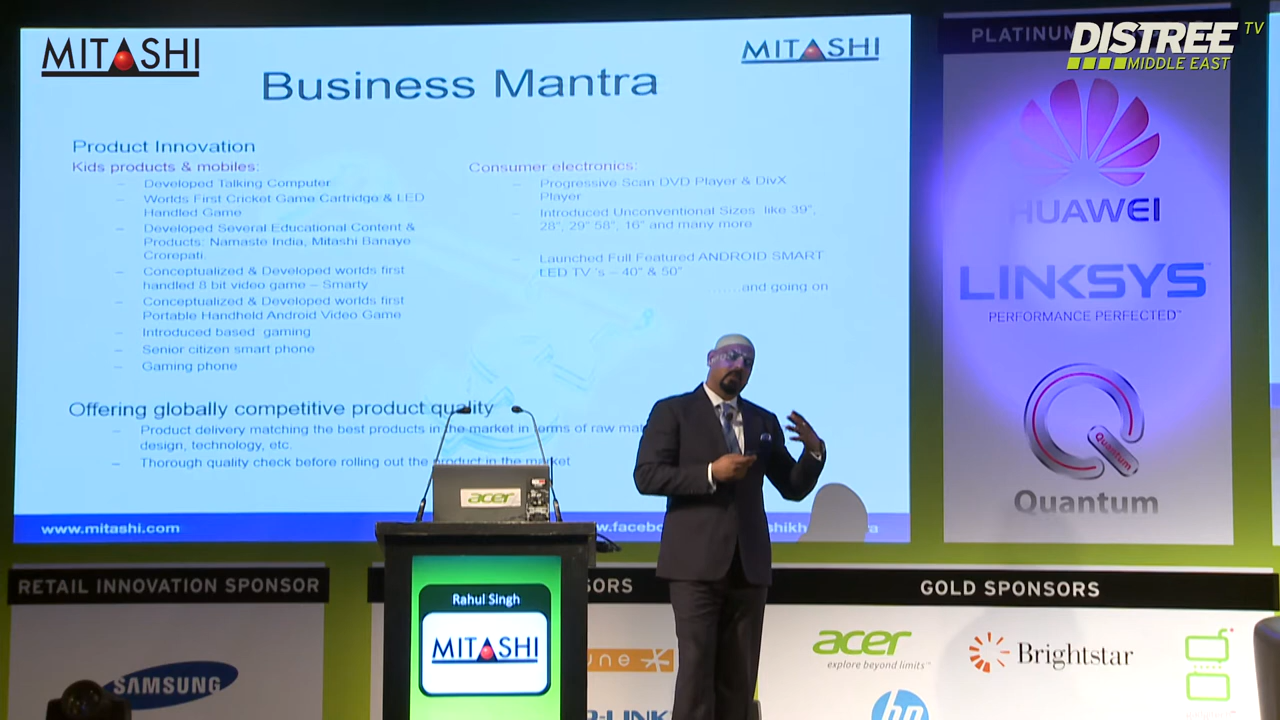 MITASHI
MITASHI
Business Mantra
Product Innovation
Kids products & mobiles:
– Developed Talking Computer
– Worlds First Cricket Game Cartridge & LED
Handled Game
– Developed Several Educational Content &
Products: Namaste India, Mitashi Banaye
Crorepati.
– Conceptualized & Developed worlds first
handled 8 bit video game – Smarty
– Conceptualized & Developed worlds first
Portable Handheld Android Video Game
– Introduced based gaming
– Senior citizen smart phone
– Gaming phone
Consumer electronics:
– Progressive Scan DVD Player & DivX
Player
– Introduced Unconventional Sizes like 39",
28", 29" 58", 16" and many more
– Launched Full Featured ANDROID SMART
LED TV 's – 40" & 50"
.......and going on
Offering globally competitive product quality
– Product delivery matching the best products in the market in terms of raw
design, technology, etc.
– Thorough quality check before rolling out the product in the market
www.mitashi.com
PLATINUM
DISTREE TV
MIDDLE EAST
HUAWEI
LINKSYS™
PERFORMANCE PERFECTED™
Quantum
Quantum
acer
RETAIL INNOVATION SPONSOR
SAMSUNG
Rahul Singh
MITASHI
GOLD SPONSORS
acer
explore beyond limits™
Brightstar
hp